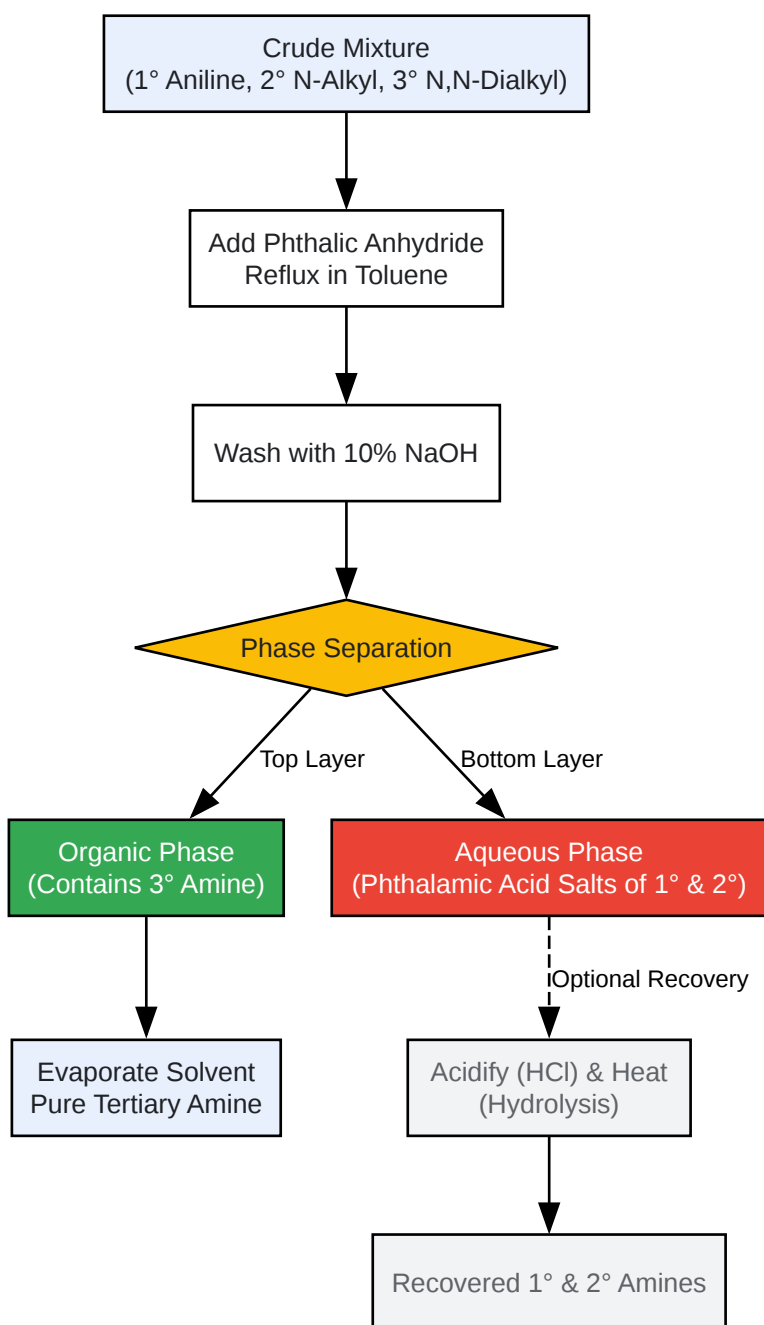 Crude Mixture
(1° Aniline, 2° N-Alkyl, 3° N,N-Dialkyl)
Add Phthalic Anhydride
Reflux in Toluene
Wash with 10% NaOH
Phase Separation
Top Layer
Bottom Layer
Organic Phase
(Contains 3° Amine)
Aqueous Phase
(Phthalamic Acid Salts of 1° & 2°)
Optional Recovery
Evaporate Solvent
Pure Tertiary Amine
Acidify (HCl) & Heat
(Hydrolysis)
Recovered 1° & 2° Amines